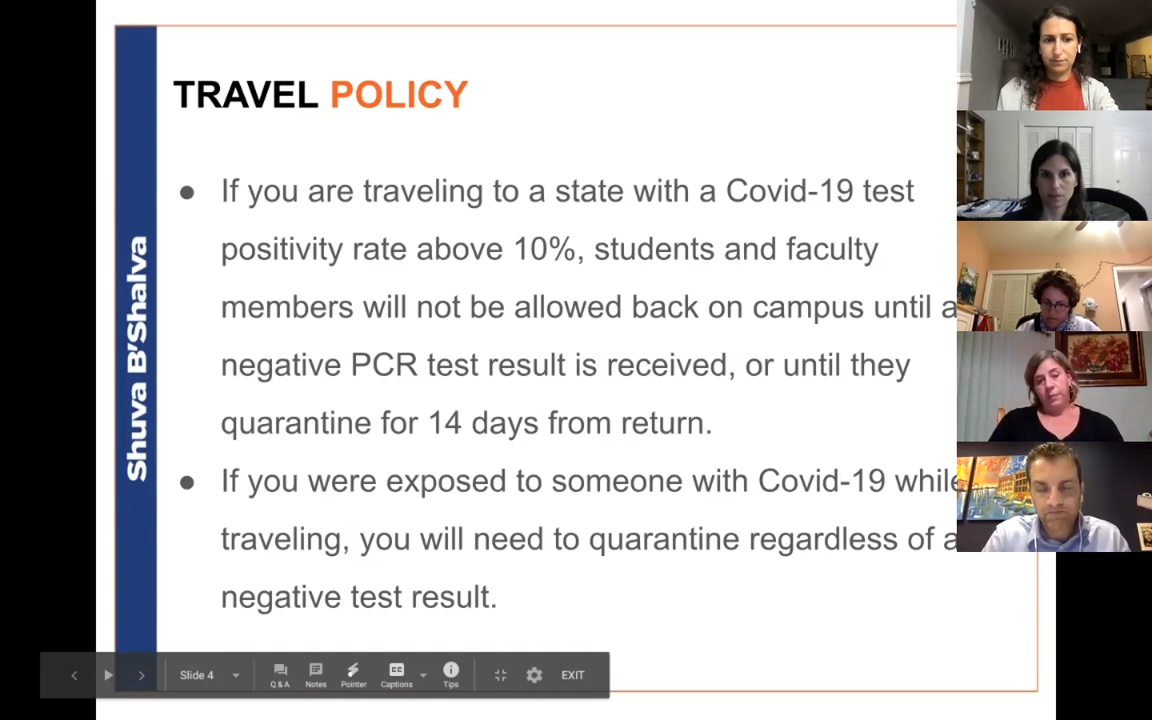 TRAVEL POLICY
Shuva B'Shalva
● If you are traveling to a state with a Covid-19 test
positivity rate above 10%, students and faculty
members will not be allowed back on campus until a
negative PCR test result is received, or until they
quarantine for 14 days from return.
● If you were exposed to someone with Covid-19 while
traveling, you will need to quarantine regardless of a
negative test result.
Slide 4
Q & A
Notes
Pointer
CC
Captions
Tips
EXIT